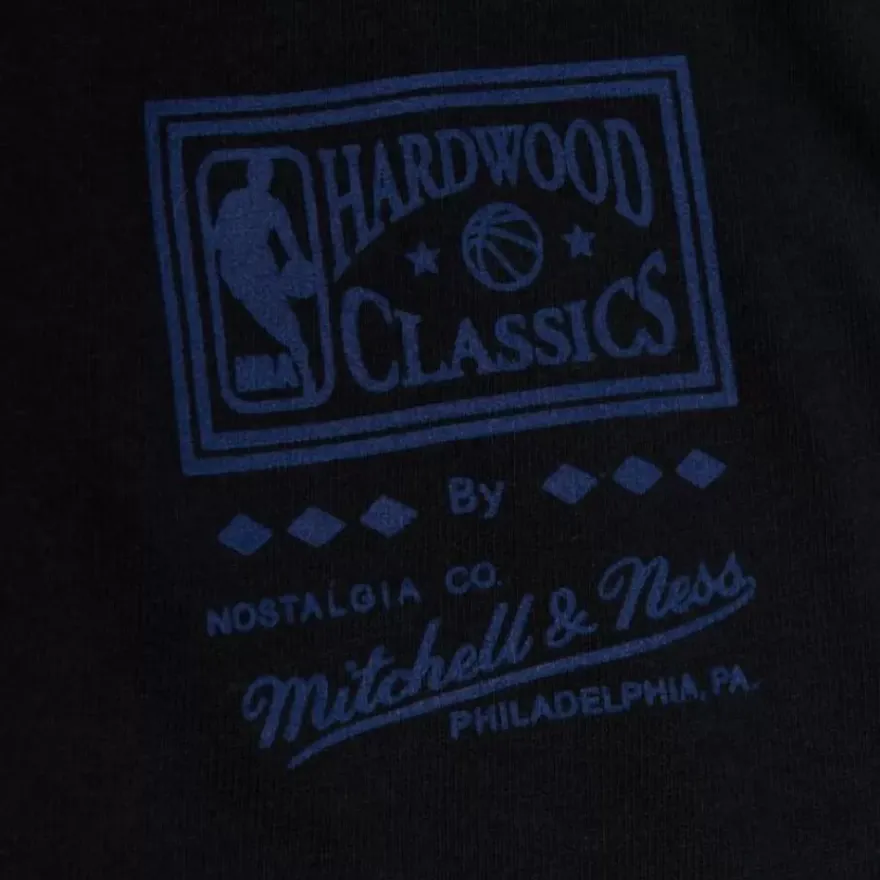 HARDWOOD
CLASSICS
NBA
By
NOSTALGIA CO.
Mitchell & Ness
PHILADELPHIA, PA.